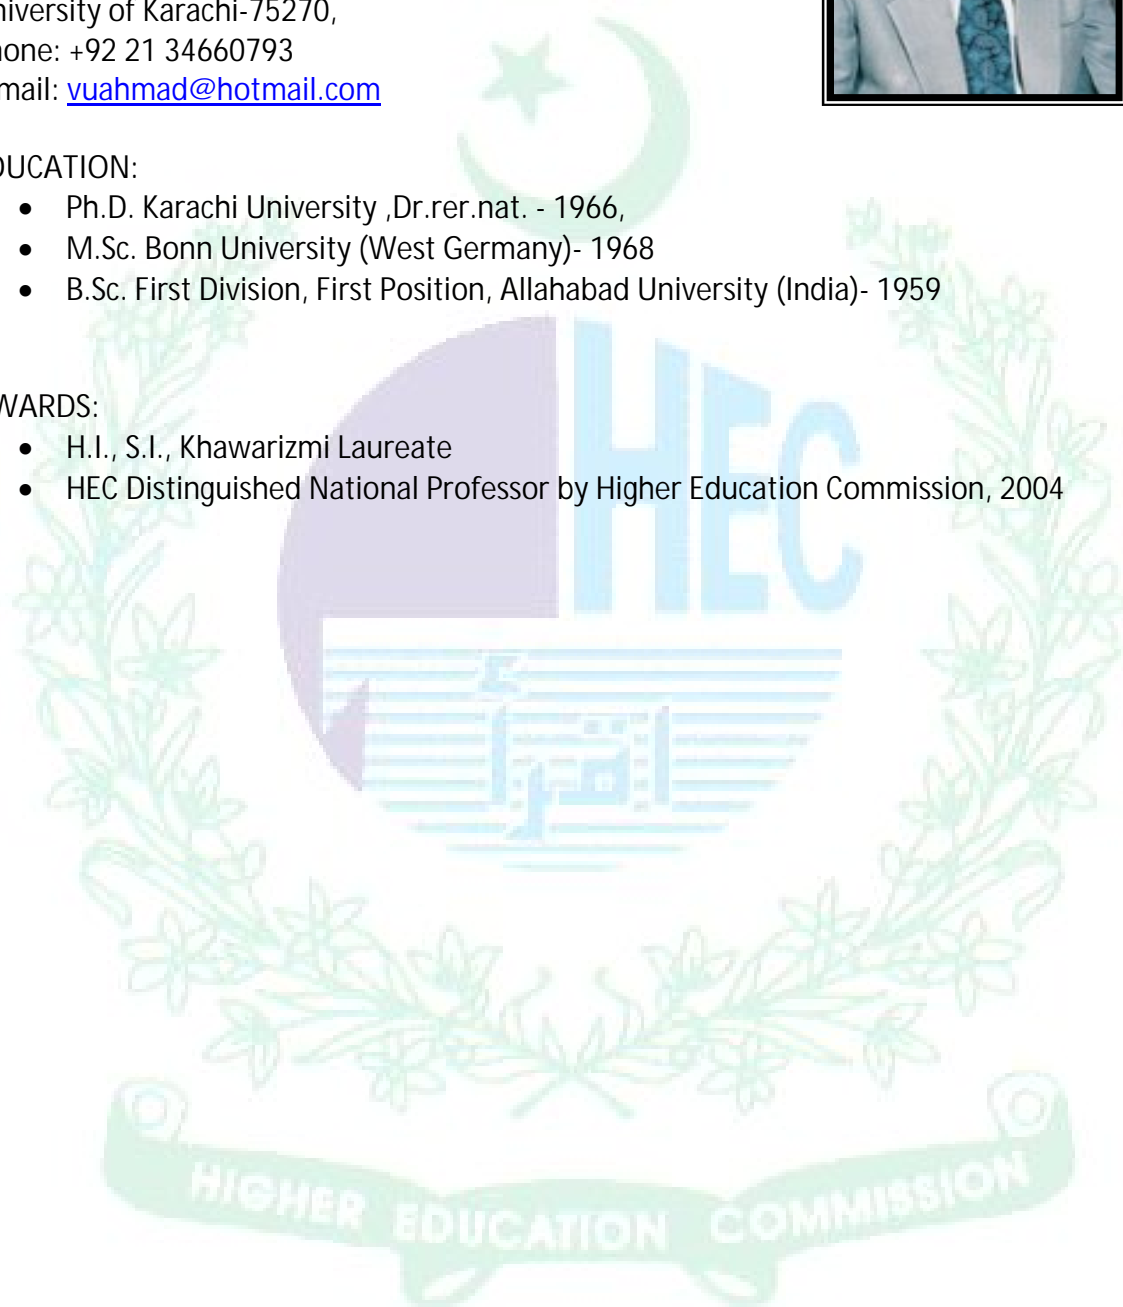 niversity of Karachi-75270,
hone: +92 21 34660793
mail: vuahmad@hotmail.com
DUCATION:
• Ph.D. Karachi University ,Dr.rer.nat. - 1966,
• M.Sc. Bonn University (West Germany)- 1968
• B.Sc. First Division, First Position, Allahabad University (India)- 1959
WARDS:
• H.I., S.I., Khawarizmi Laureate
• HEC Distinguished National Professor by Higher Education Commission, 2004
HEC
اقرأ
HIGHER EDUCATION COMMISSION